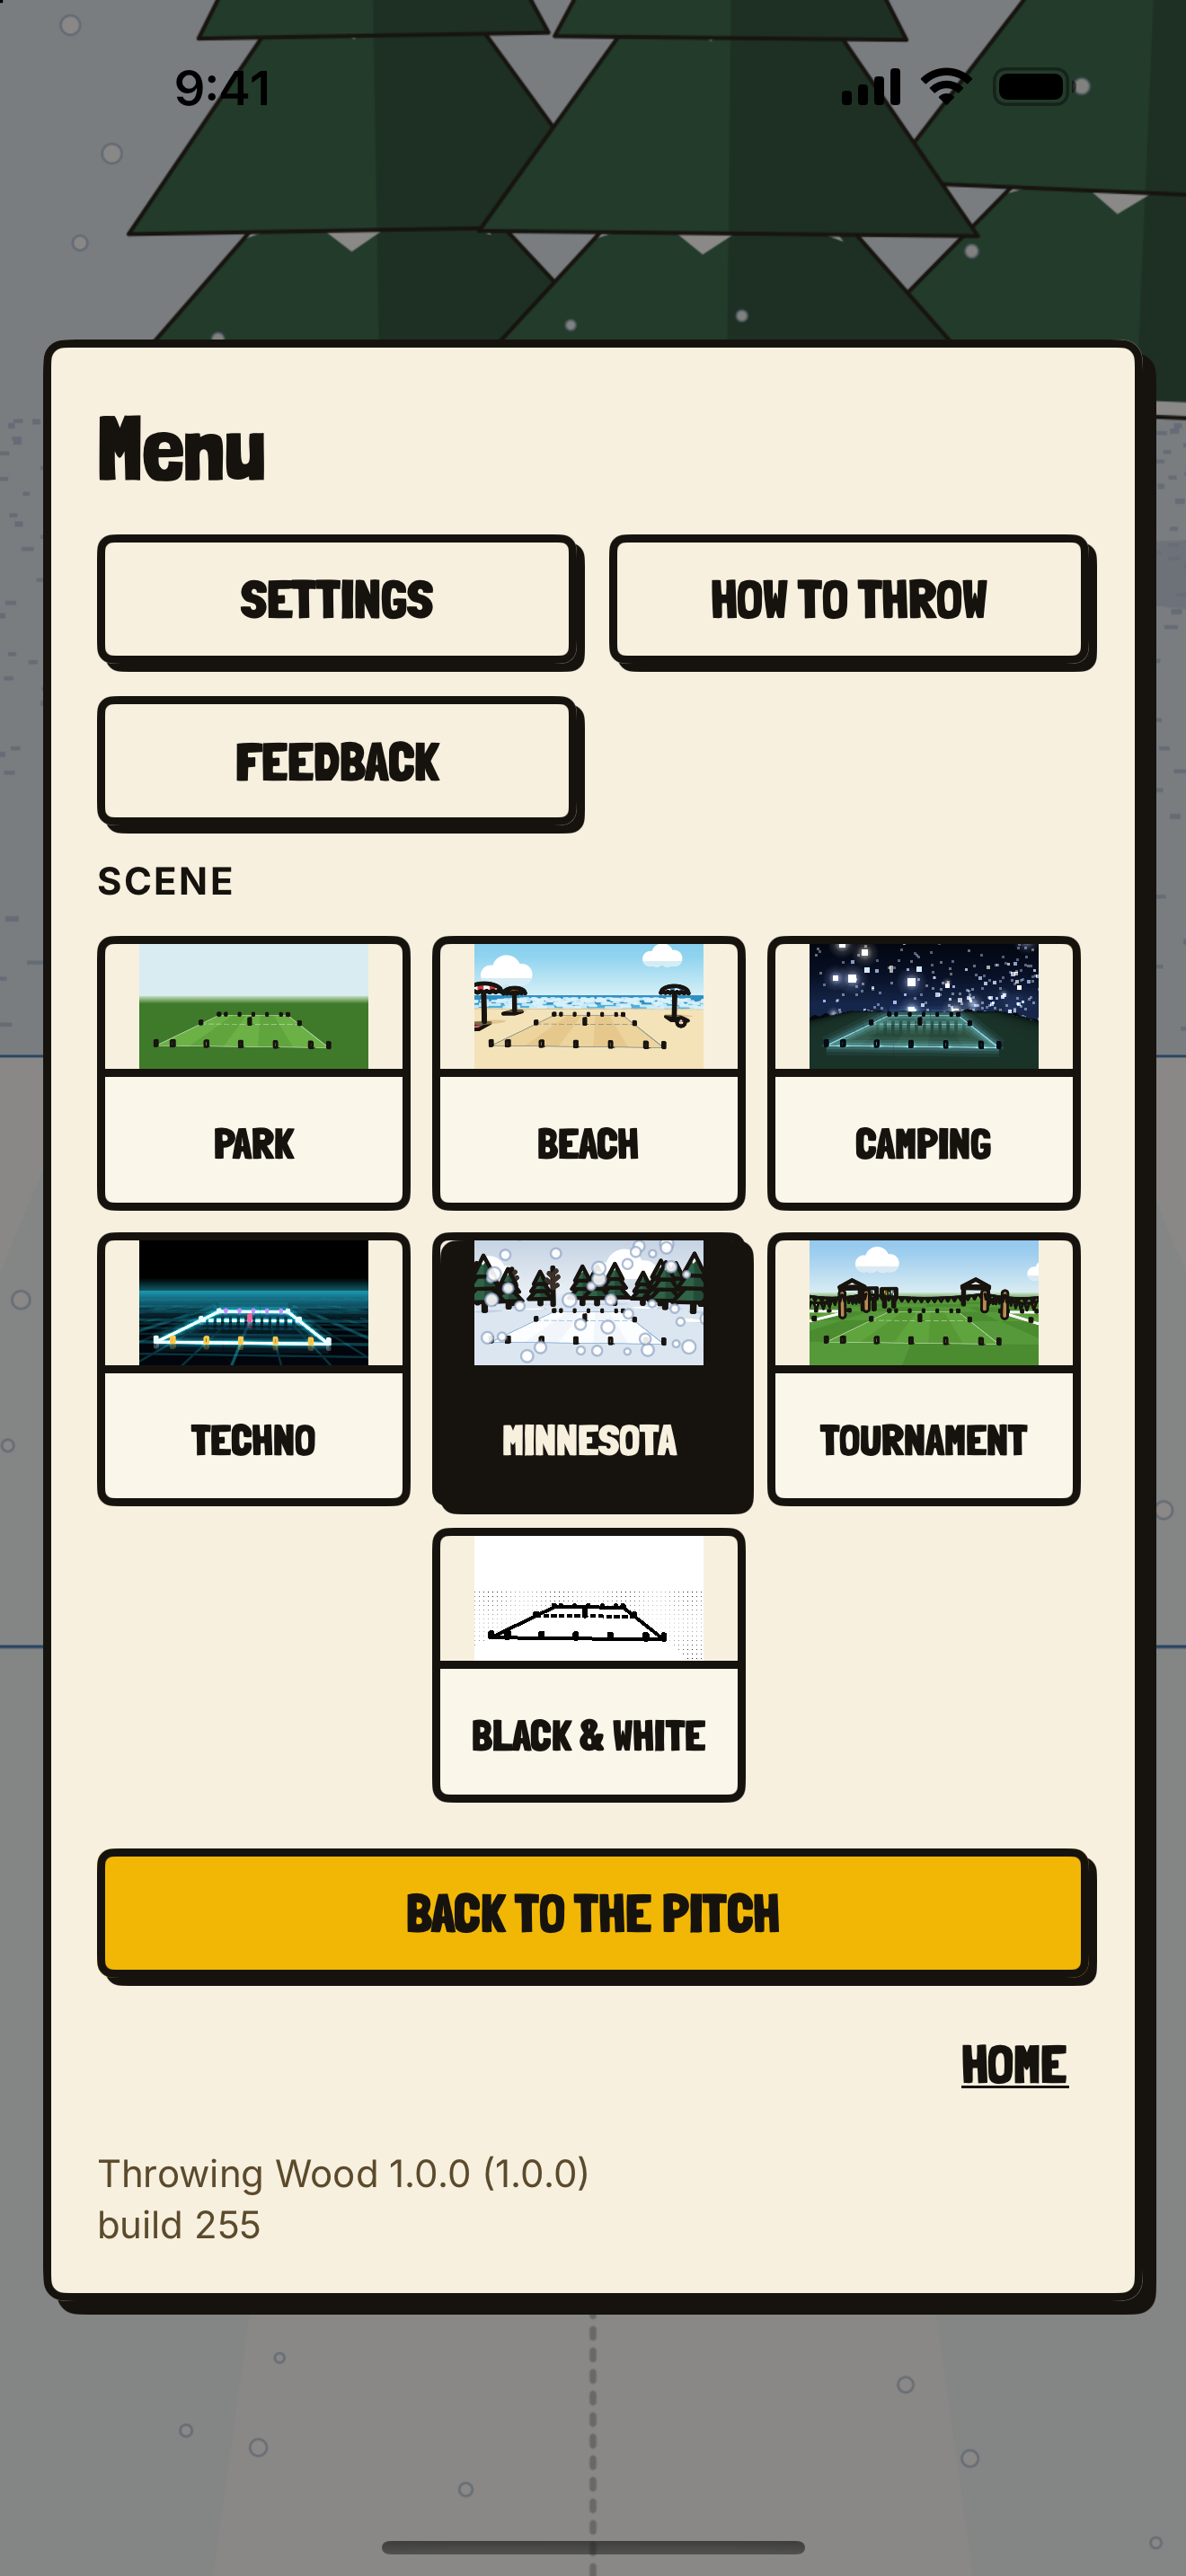 9:41
Menu
SETTINGS
HOW TO THROW
FEEDBACK
SCENE
PARK
BEACH
CAMPING
TECHNO
MINNESOTA
TOURNAMENT
BLACK & WHITE
BACK TO THE PITCH
HOME
Throwing Wood 1.0.0 (1.0.0)
build 255